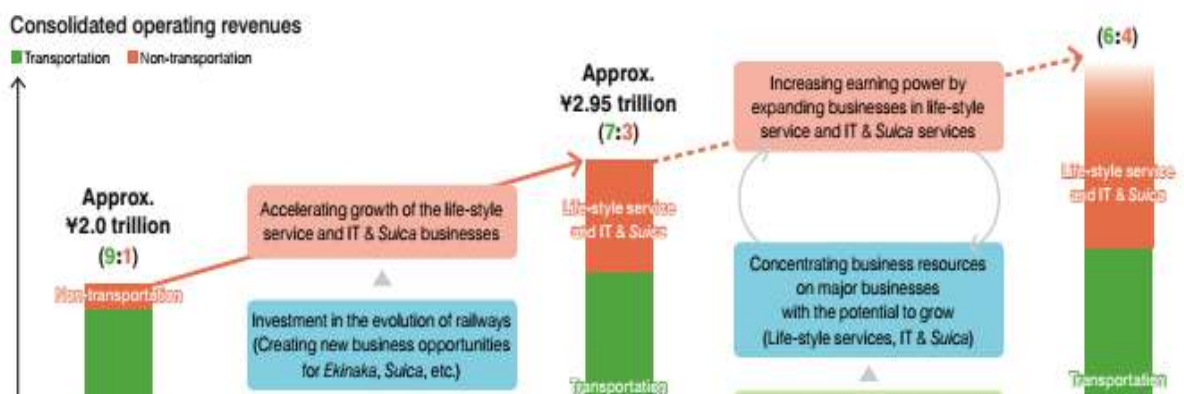 Consolidated operating revenues
Transportation Non-transportation
Approx.
¥2.0 trillion
(9:1)
Non-transportation
Accelerating growth of the life-style
service and IT & Suica businesses
Investment in the evolution of railways
(Creating new business opportunities
for Ekinaka, Suica, etc.)
Approx.
¥2.95 trillion
(7:3)
Life-style service
and IT & Suica
Transportation
Increasing earning power by
expanding businesses in life-style
service and IT & Suica services
Concentrating business resources
on major businesses
with the potential to grow
(Life-style services, IT & Suica)
(6:4)
Life-style service
and IT & Suica
Transportation